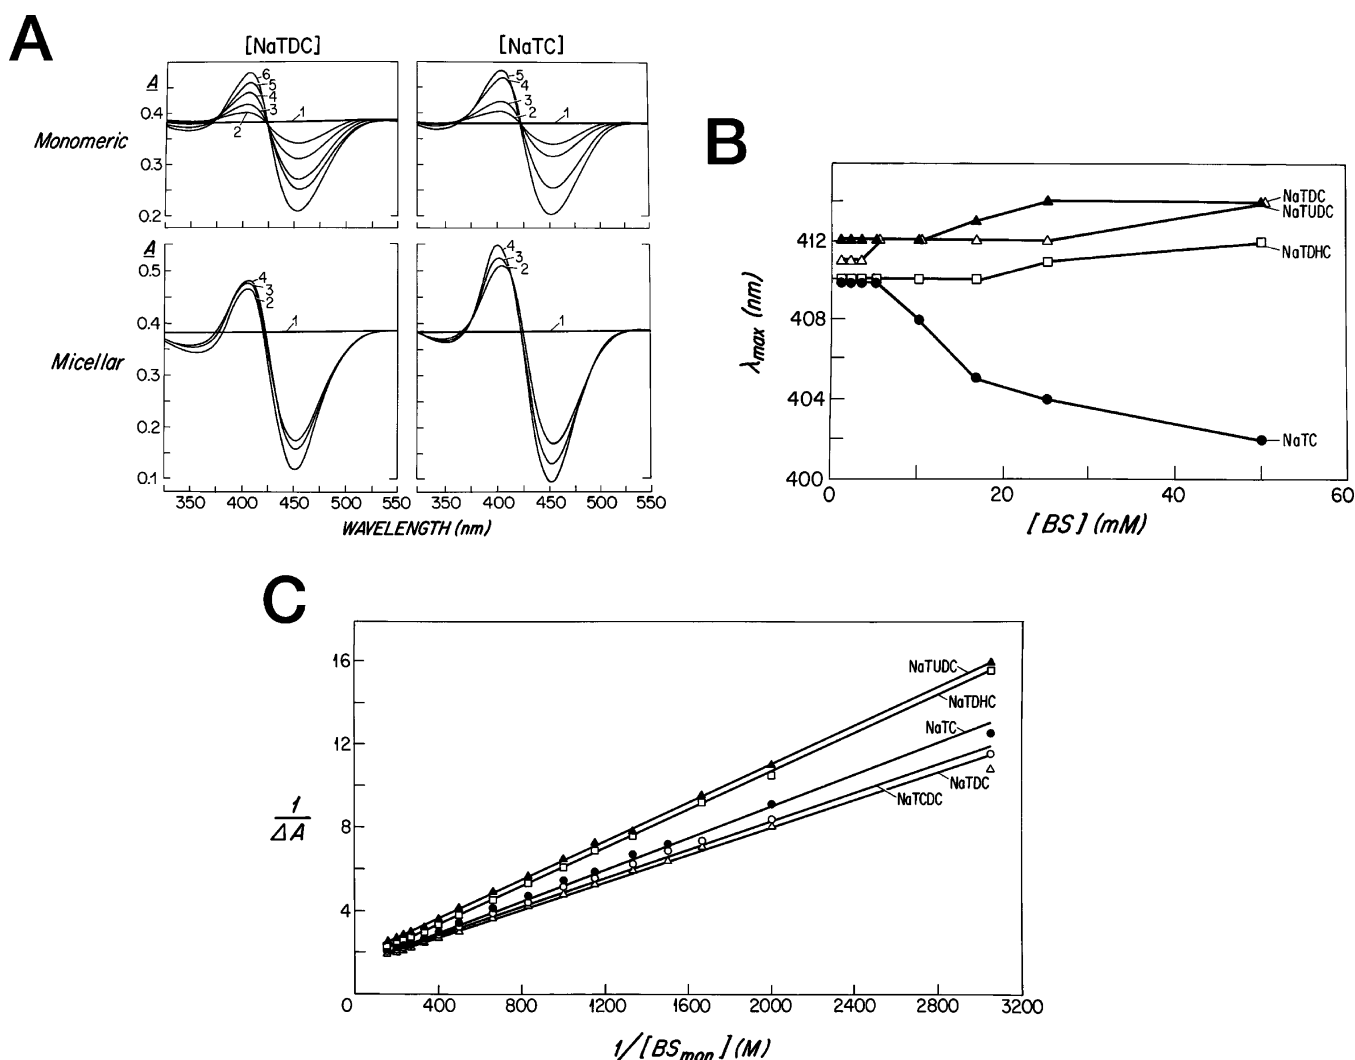 A
[NaTDC]
[NaTC]
A
0.4
0.3
0.2
Monomeric
6
5
4
3
2
1
5
4
3
2
1
A
0.5
0.4
0.3
0.2
0.1
Micellar
4
3
2
1
4
3
2
1
350 400 450 500 550
350 400 450 500 550
WAVELENGTH (nm)
B
λmax (nm)
412
408
404
400
NaTDC
NaTUDC
NaTDHC
NaTC
0 20 40 60
[BS] (mM)
C
1
ΔA
16
12
8
4
NaTUDC
NaTDHC
NaTC
NaTDC
NaTCDC
0 400 800 1200 1600 2000 2400 2800 3200
1/[BSmon] (M)